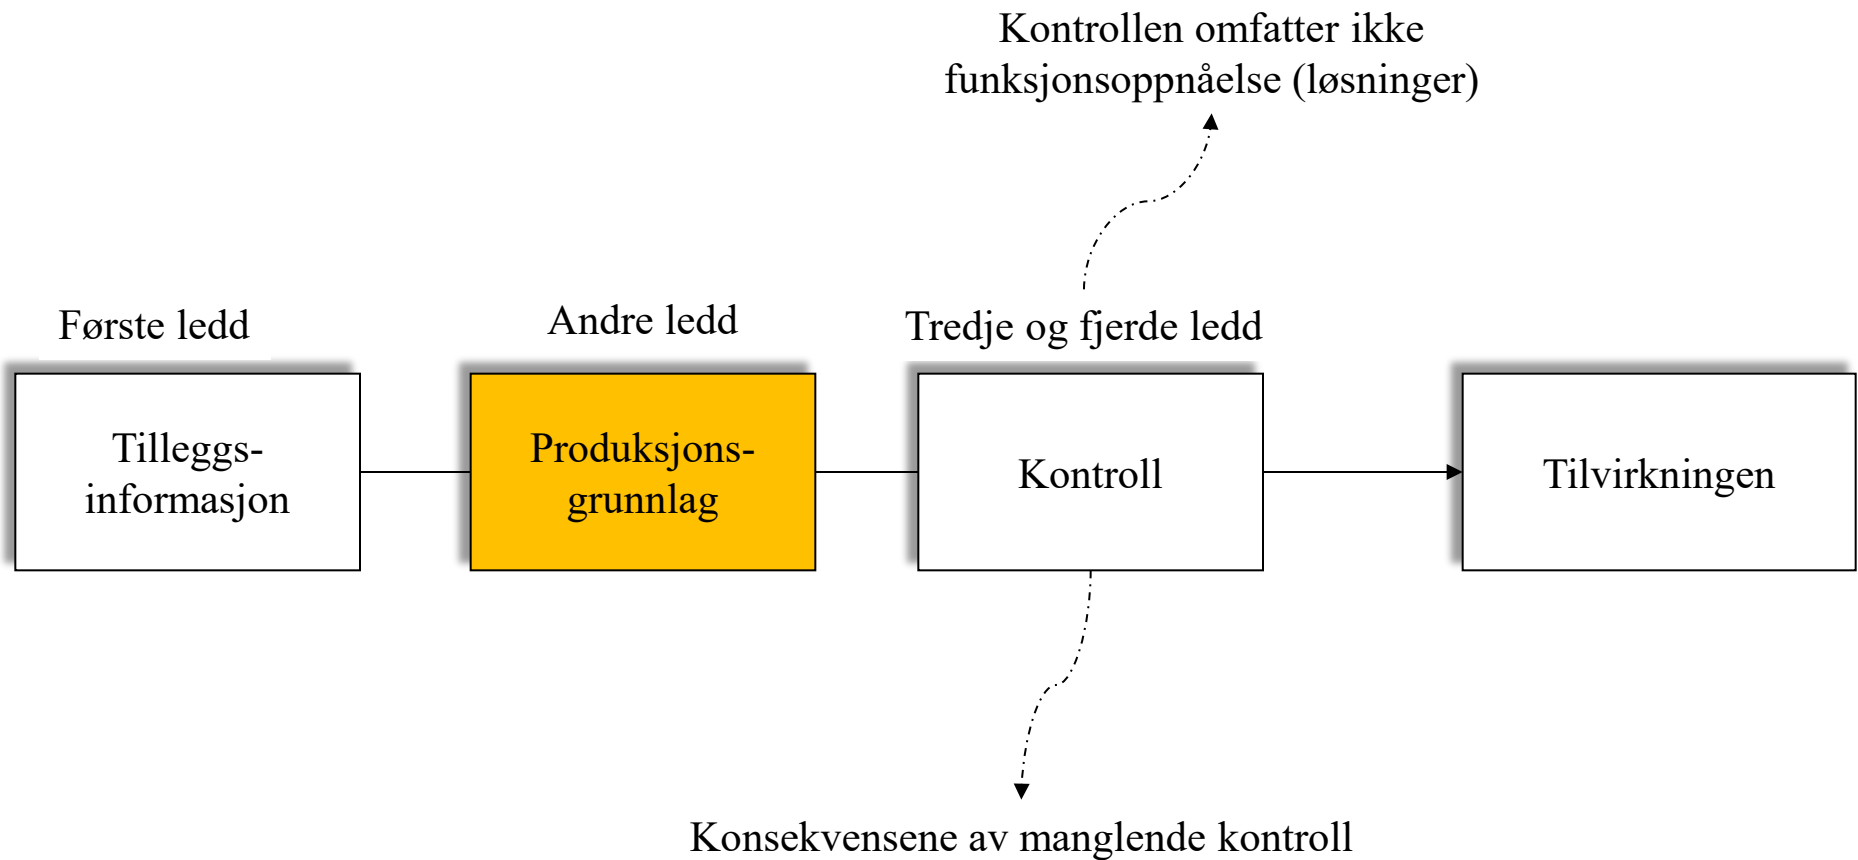 Kontrollen omfatter ikke
funksjonsoppnåelse (løsninger)
Første ledd
Andre ledd
Tredje og fjerde ledd
Tilleggs-
informasjon
Produksjons-
grunnlag
Kontroll
Tilvirkningen
Konsekvensene av manglende kontroll